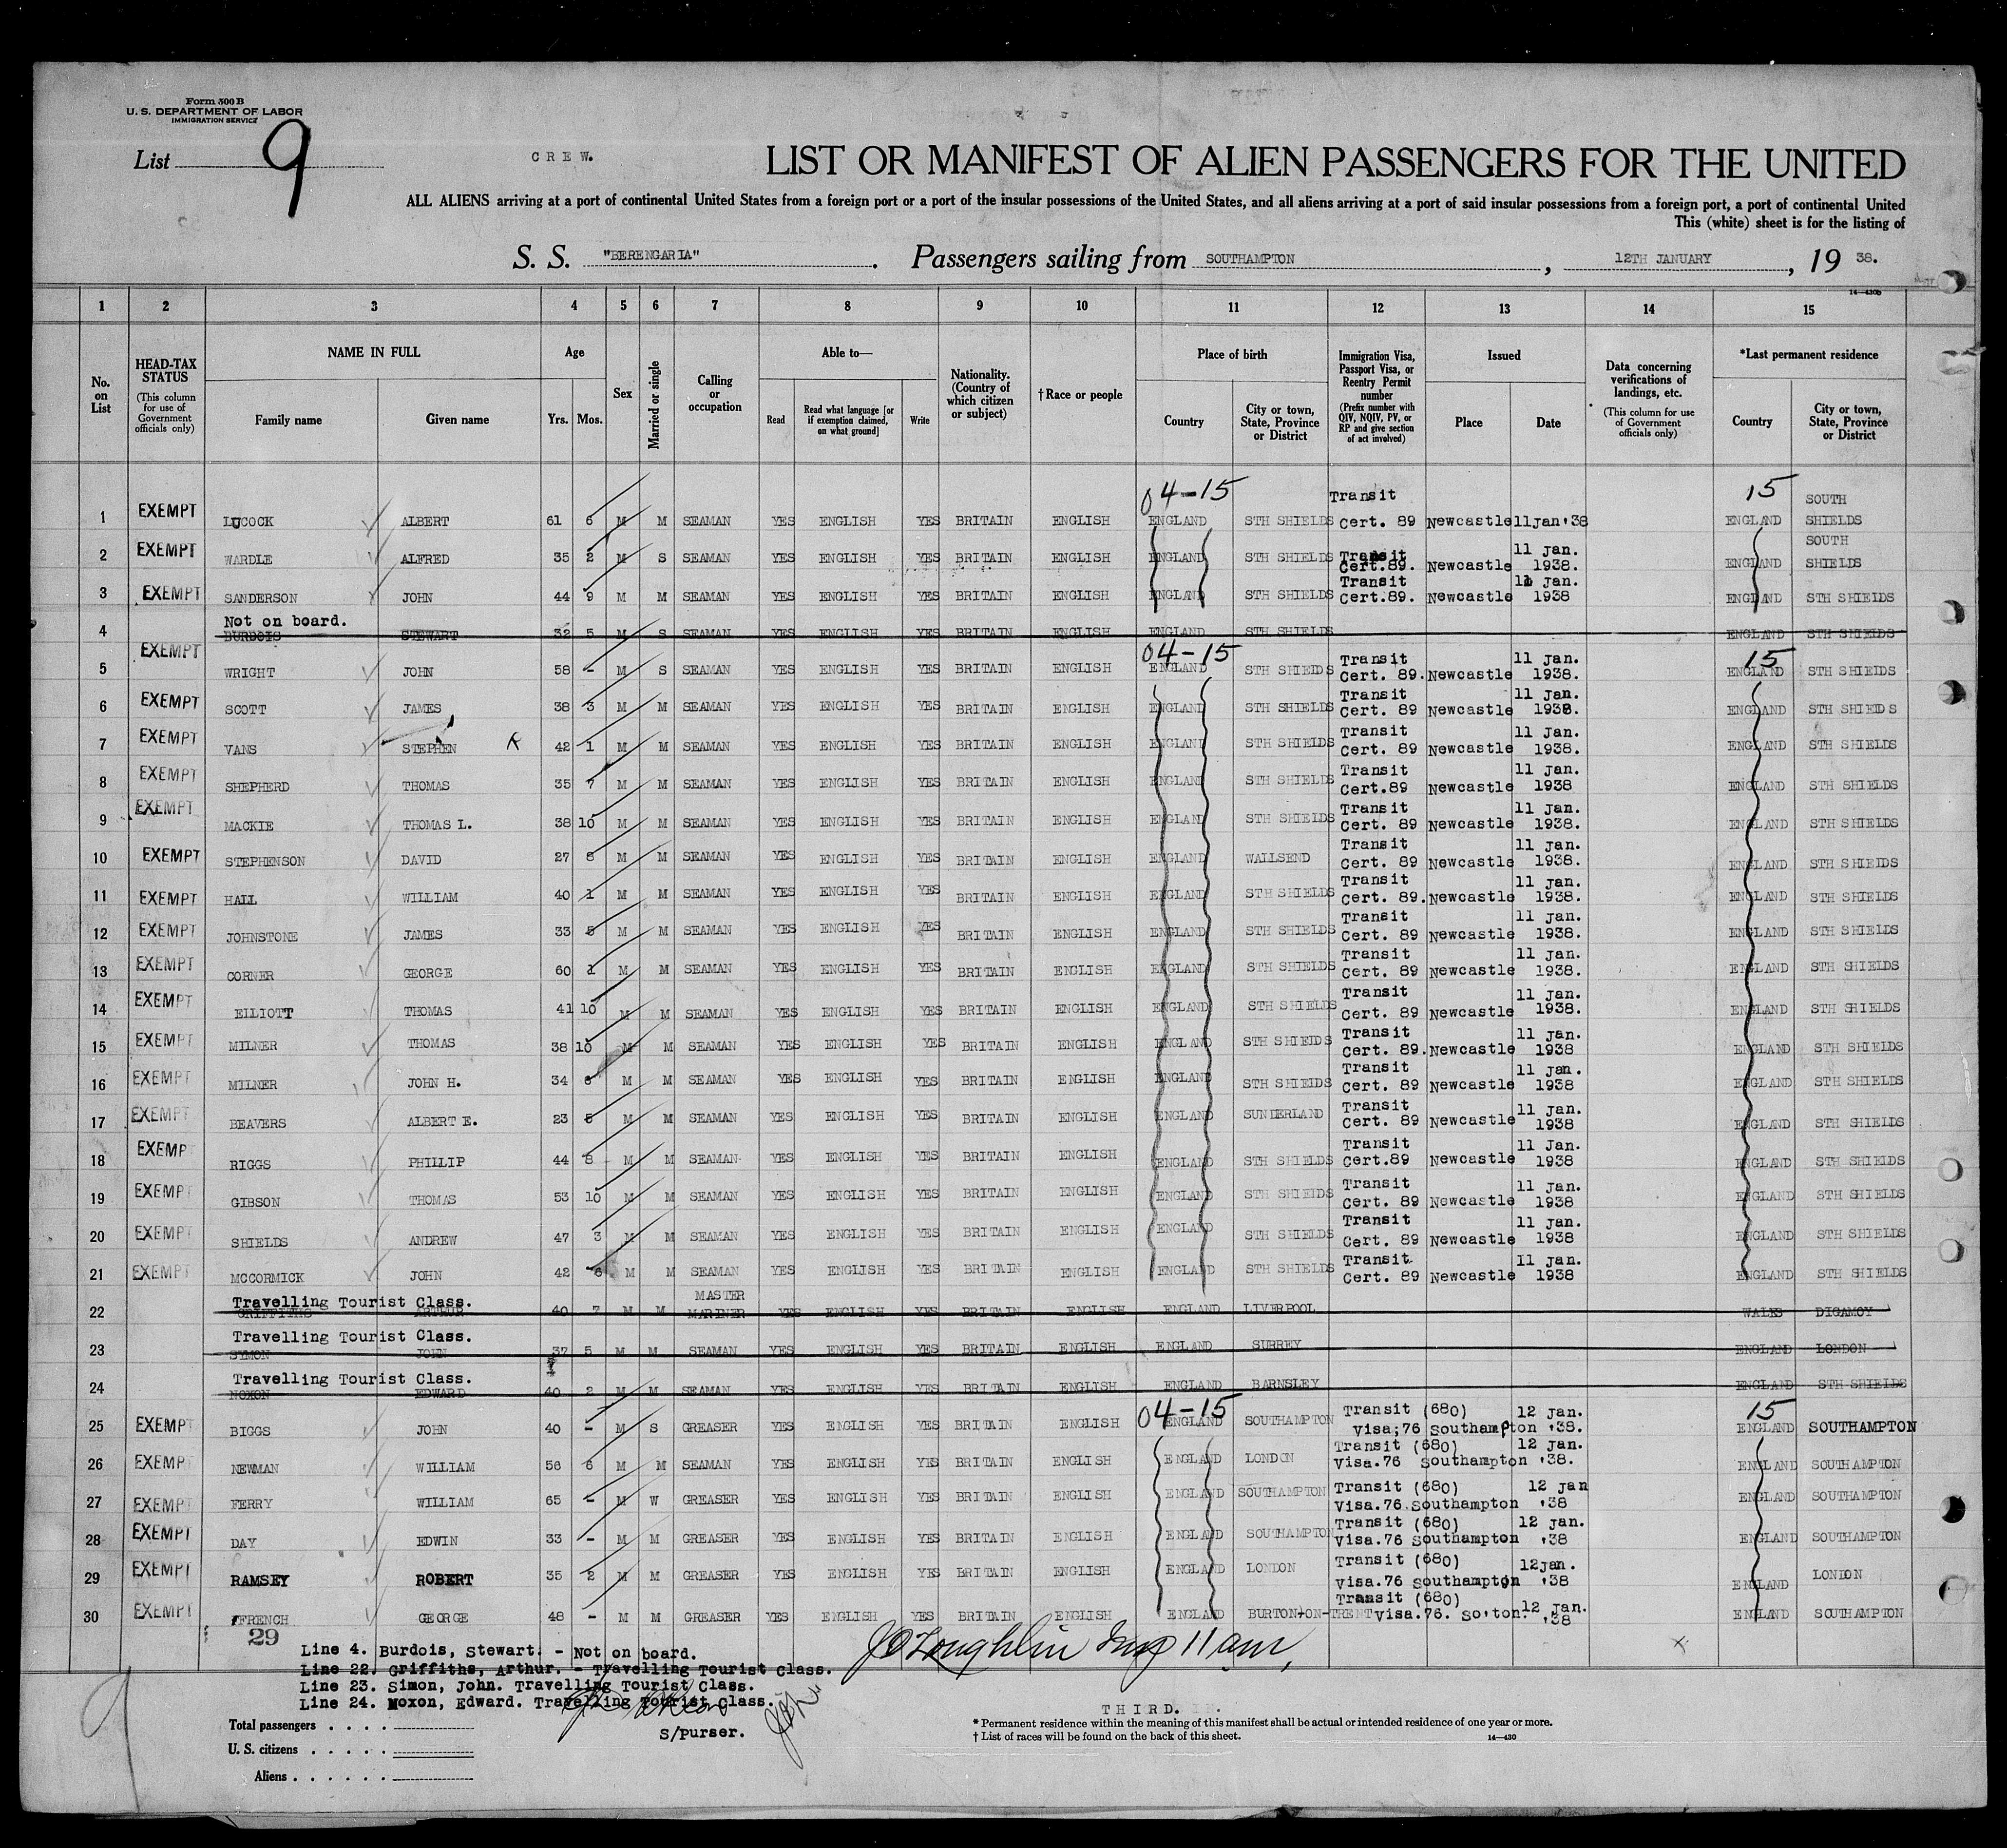 Form 500 B
U. S. DEPARTMENT OF LABOR
IMMIGRATION SERVICE
List 9
CREW.
LIST OR MANIFEST OF ALIEN PASSENGERS FOR THE UNITED
ALL ALIENS arriving at a port of continental United States from a foreign port or a port of the insular possessions of the United States, and all aliens arriving at a port of said insular possessions from a foreign port, a port of continental United
This (white) sheet is for the listing of
S. S. "BERENGARIA". Passengers sailing from SOUTHAMPTON, 12TH JANUARY, 19 38.
14—430b
1 2 3 4 5 6 7 8 9 10 11 12 13 14 15
No. on List
HEAD-TAX STATUS (This column for use of Government officials only)
NAME IN FULL
Family name Given name
Age
Yrs. Mos.
Sex
Married or single
Calling or occupation
Able to—
Read Read what language [or if exemption claimed, on what ground] Write
Nationality. (Country of which citizen or subject)
† Race or people
Place of birth
Country City or town, State, Province or District
Immigration Visa, Passport Visa, or Reentry Permit number (Prefix number with QIV, NQIV, PV, or RP and give section of act involved)
Issued
Place Date
Data concerning verifications of landings, etc. (This column for use of Government officials only)
*Last permanent residence
Country City or town, State, Province or District
04-15 15
1 EXEMPT LUCOCK ALBERT 61 6 M M SEAMAN YES ENGLISH YES BRITAIN ENGLISH ENGLAND STH SHIELDS Transit Cert. 89 Newcastle 11 Jan '38 ENGLAND SOUTH SHIELDS
2 EXEMPT WARDLE ALFRED 35 2 M S SEAMAN YES ENGLISH YES BRITAIN ENGLISH ENGLAND STH SHIELDS Transit Cert.89. Newcastle 11 Jan. 1938. ENGLAND SOUTH SHIELDS
3 EXEMPT SANDERSON JOHN 44 9 M M SEAMAN YES ENGLISH YES BRITAIN ENGLISH ENGLAND STH SHIELDS Transit Cert.89. Newcastle 11 Jan. 1938 ENGLAND STH SHIELDS
Not on board.
4 BURDOIS STEWART 32 5 M S SEAMAN YES ENGLISH YES BRITAIN ENGLISH ENGLAND STH SHIELDS ENGLAND STH SHIELDS
04-15 15
5 EXEMPT WRIGHT JOHN 58 - M S SEAMAN YES ENGLISH YES BRITAIN ENGLISH ENGLAND STH SHIELDS Transit Cert. 89. Newcastle 11 Jan. 1938. ENGLAND STH SHIELDS
6 EXEMPT SCOTT JAMES 38 3 M M SEAMAN YES ENGLISH YES BRITAIN ENGLISH ENGLAND STH SHIELDS Transit Cert. 89 Newcastle 11 Jan. 1938. ENGLAND STH SHIELDS
7 EXEMPT VANS STEPHEN K 42 1 M M SEAMAN YES ENGLISH YES BRITAIN ENGLISH ENGLAND STH SHIELDS Transit Cert. 89 Newcastle 11 Jan. 1938. ENGLAND STH SHIELDS
8 EXEMPT SHEPHERD THOMAS 35 7 M M SEAMAN YES ENGLISH YES BRITAIN ENGLISH ENGLAND STH SHIELDS Transit Cert.89 Newcastle 11 Jan. 1938 ENGLAND STH SHIELDS
9 EXEMPT MACKIE THOMAS L. 38 10 M M SEAMAN YES ENGLISH YES BRITAIN ENGLISH ENGLAND STH SHIELDS Transit Cert. 89 Newcastle 11 Jan. 1938. ENGLAND STH SHIELDS
10 EXEMPT STEPHENSON DAVID 27 8 M M SEAMAN YES ENGLISH YES BRITAIN ENGLISH ENGLAND WALLSEND Transit Cert. 89 Newcastle 11 Jan. 1938. ENGLAND STH SHIELDS
11 EXEMPT HALL WILLIAM 40 1 M M SEAMAN YES ENGLISH YES BRITAIN ENGLISH ENGLAND STH SHIELDS Transit Cert. 89. Newcastle 11 Jan. 1938. ENGLAND STH SHIELDS
12 EXEMPT JOHNSTONE JAMES 33 5 M M SEAMAN YES ENGLISH YES BRITAIN ENGLISH ENGLAND STH SHIELDS Transit Cert. 89 Newcastle 11 Jan. 1938. ENGLAND STH SHIELDS
13 EXEMPT CORNER GEORGE 60 1 M M SEAMAN YES ENGLISH YES BRITAIN ENGLISH ENGLAND STH SHIELDS Transit Cert. 89 Newcastle 11 Jan. 1938. ENGLAND STH SHIELDS
14 EXEMPT ELLIOTT THOMAS 41 10 M M SEAMAN YES ENGLISH YES BRITAIN ENGLISH ENGLAND STH SHIELDS Transit Cert. 89 Newcastle 11 Jan. 1938. ENGLAND STH SHIELDS
15 EXEMPT MILNER THOMAS 38 10 M M SEAMAN YES ENGLISH YES BRITAIN ENGLISH ENGLAND STH SHIELDS Transit Cert. 89. Newcastle 11 Jan. 1938 ENGLAND STH SHIELDS
16 EXEMPT MILNER JOHN H. 34 6 M M SEAMAN YES ENGLISH YES BRITAIN ENGLISH ENGLAND STH SHIELDS Transit Cert. 89 Newcastle 11 Jan. 1938 ENGLAND STH SHIELDS
17 EXEMPT BEAVERS ALBERT E. 23 5 M M SEAMAN YES ENGLISH YES BRITAIN ENGLISH ENGLAND SUNDERLAND Transit Cert. 89 Newcastle 11 Jan. 1938 ENGLAND STH SHIELDS
18 EXEMP RIGGS PHILLIP 44 8 M M SEAMAN YES ENGLISH YES BRITAIN ENGLISH ENGLAND STH SHIELDS Transit Cert.89 Newcastle 11 Jan. 1938 ENGLAND STH SHIELDS
19 EXEMPT GIBSON THOMAS 53 10 M M SEAMAN YES ENGLISH YES BRITAIN ENGLISH ENGLAND STH SHIELDS Transit Cert. 89 Newcastle 11 Jan. 1938 ENGLAND STH SHIELDS
20 EXEMPT SHIELDS ANDREW 47 3 M M SEAMAN YES ENGLISH YES BRITAIN ENGLISH ENGLAND STH SHIELDS Transit Cert. 89 Newcastle 11 Jan. 1938 ENGLAND STH SHIELDS
21 EXEMPT MCCORMICK JOHN 42 6 M M SEAMAN YES ENGLISH YES BRITAIN ENGLISH ENGLAND STH SHIELDS Transit Cert. 89 Newcastle 11 Jan. 1938 ENGLAND STH SHIELDS
Travelling Tourist Class.
22 GRIFFITHS ARTHUR 40 7 M M MASTER MARINER YES ENGLISH YES BRITAIN ENGLISH ENGLAND LIVERPOOL WALES DIGAMOY
Travelling Tourist Class.
23 SYMON JOHN 37 5 M M SEAMAN YES ENGLISH YES BRITAIN ENGLISH ENGLAND SURREY ENGLAND LONDON
Travelling Tourist Class.
24 NOXON EDWARD 40 2 M M SEAMAN YES ENGLISH YES BRITAIN ENGLISH ENGLAND BARNSLEY ENGLAND STH SHIELDS
04-15 15
25 EXEMPT BIGGS JOHN 40 - M S GREASER YES ENGLISH YES BRITAIN ENGLISH ENGLAND SOUTHAMPTON Transit (680) Visa;76 Southampton 12 Jan. '38. ENGLAND SOUTHAMPTON
26 EXEMPT NEWMAN WILLIAM 56 6 M M SEAMAN YES ENGLISH YES BRITAIN ENGLISH ENGLAND LONDON Transit (680) Visa.76 Southampton 12 Jan. '38. ENGLAND SOUTHAMPTON
27 EXEMPT FERRY WILLIAM 65 - M W GREASER YES ENGLISH YES BRITAIN ENGLISH ENGLAND SOUTHAMPTON Transit (680) Visa.76. Southampton 12 Jan '38 ENGLAND SOUTHAMPTON
28 EXEMPT DAY EDWIN 33 - M M GREASER YES ENGLISH YES BRITAIN ENGLISH ENGLAND SOUTHAMPTON Transit (680) Visa.76 Southampton 12 Jan. '38 ENGLAND SOUTHAMPTON
29 EXEMPT RAMSEY ROBERT 35 2 M M GREASER YES ENGLISH YES BRITAIN ENGLISH ENGLAND LONDON Transit (680) Visa.76 Southampton 12Jan. '38 ENGLAND LONDON
30 EXEMPT FRENCH GEORGE 48 - M M GREASER YES ENGLISH YES BRITAIN ENGLISH ENGLAND BURTON-ON-TRENT Transit (680) Visa.76. So'ton 12 Jan. '38 ENGLAND SOUTHAMPTON
29
Line 4. Burdois, Stewart. - Not on board.
Line 22. Griffiths, Arthur. - Travelling Tourist Class.
Line 23. Simon, John. Travelling Tourist Class.
Line 24. Noxon, Edward. Travelling Tourist Class.
JO'Loughlin Insp 11 am,
S/Purser.
9
Total passengers
U. S. citizens
Aliens
THIRD.
* Permanent residence within the meaning of this manifest shall be actual or intended residence of one year or more.
† List of races will be found on the back of this sheet.
14—430